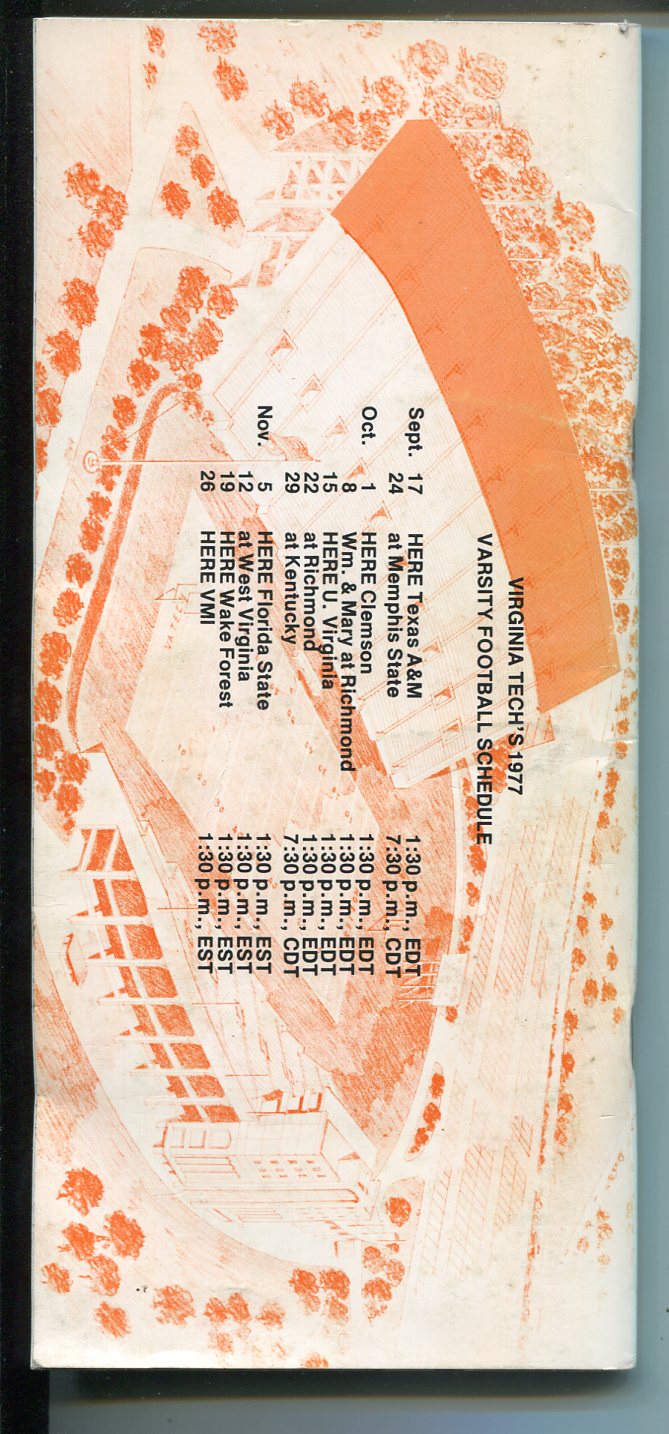 VIRGINIA TECH'S 1977
VARSITY FOOTBALL SCHEDULE
Sept. 17 HERE Texas A&M 1:30 p.m., EDT
24 at Memphis State 7:30 p.m., CDT
Oct. 1 HERE Clemson 1:30 p.m., EDT
8 Wm. & Mary at Richmond 1:30 p.m., EDT
15 HERE U. Virginia 1:30 p.m., EDT
22 at Richmond 1:30 p.m., EDT
29 at Kentucky 7:30 p.m., CDT
Nov. 5 HERE Florida State 1:30 p.m., EST
12 at West Virginia 1:30 p.m., EST
19 HERE Wake Forest 1:30 p.m., EST
26 HERE VMI 1:30 p.m., EST